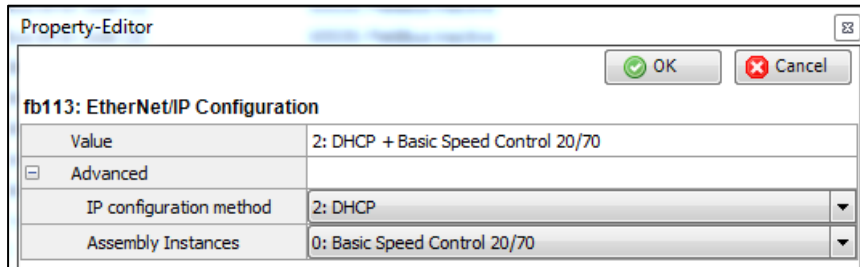 Property-Editor
OK
Cancel
fb113: EtherNet/IP Configuration
Value 2: DHCP + Basic Speed Control 20/70
Advanced
IP configuration method 2: DHCP
Assembly Instances 0: Basic Speed Control 20/70